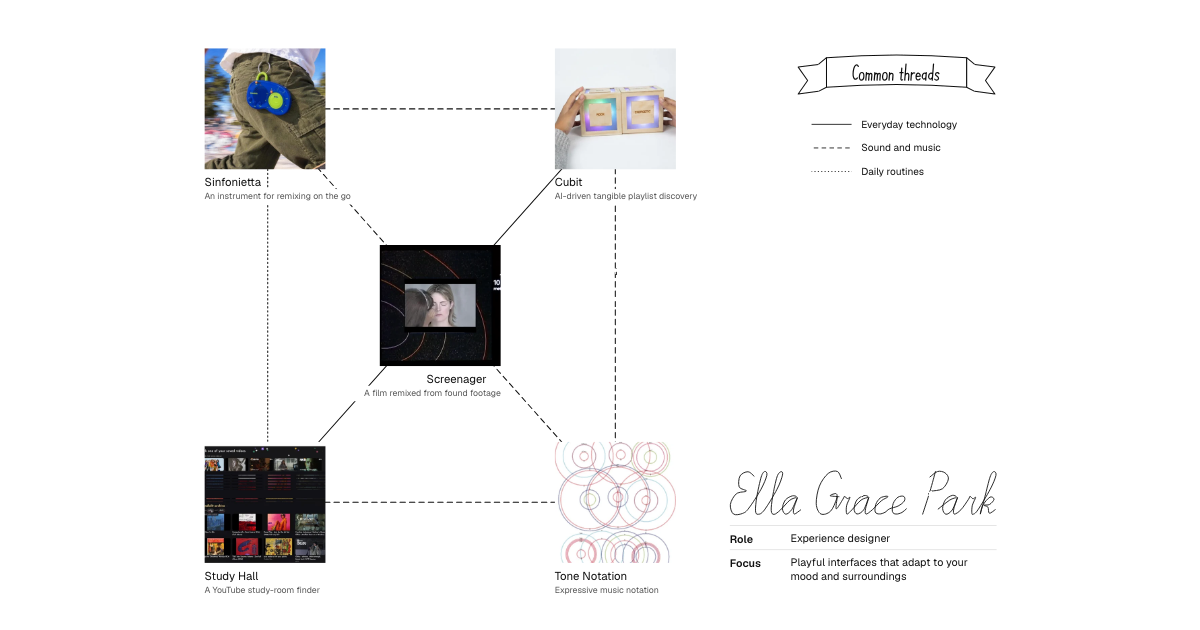 Sinfonietta
An instrument for remixing on the go
Cubit
AI-driven tangible playlist discovery
Common threads
Everyday technology
Sound and music
Daily routines
10
Screenager
A film remixed from found footage
Study Hall
A YouTube study-room finder
Tone Notation
Expressive music notation
Ella Grace Park
Role Experience designer
Focus Playful interfaces that adapt to your
mood and surroundings